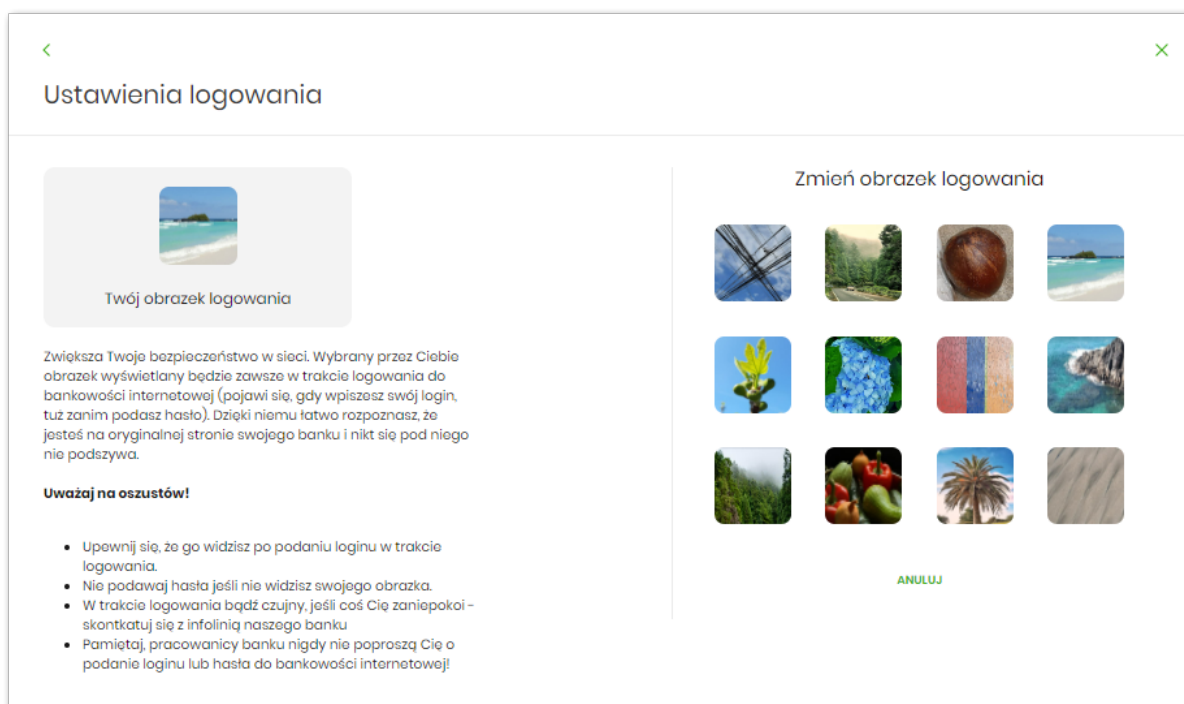 Ustawienia logowania
Twój obrazek logowania
Zwiększa Twoje bezpieczeństwo w sieci. Wybrany przez Ciebie
obrazek wyświetlany będzie zawsze w trakcie logowania do
bankowości internetowej (pojawi się, gdy wpiszesz swój login,
tuż zanim podasz hasło). Dzięki niemu łatwo rozpoznasz, że
jesteś na oryginalnej stronie swojego banku i nikt się pod niego
nie podszywa.
Uważaj na oszustów!
• Upewnij się, że go widzisz po podaniu loginu w trakcie
logowania.
• Nie podawaj hasła jeśli nie widzisz swojego obrazka.
• W trakcie logowania bądź czujny, jeśli coś Cię zaniepokoi -
skontkatuj się z infolinią naszego banku
• Pamiętaj, pracowanicy banku nigdy nie poproszą Cię o
podanie loginu lub hasła do bankowości internetowej!
Zmień obrazek logowania
ANULUJ